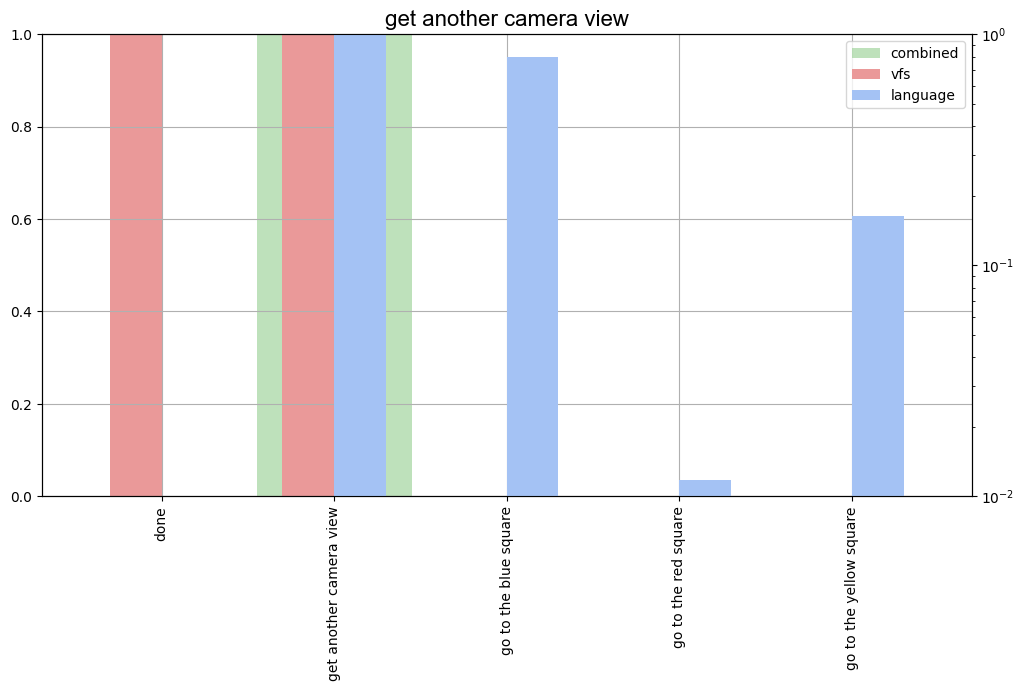 get another camera view
combined
vfs
language
1.0
0.8
0.6
0.4
0.2
0.0
10⁰
10⁻¹
10⁻²
done
get another camera view
go to the blue square
go to the red square
go to the yellow square